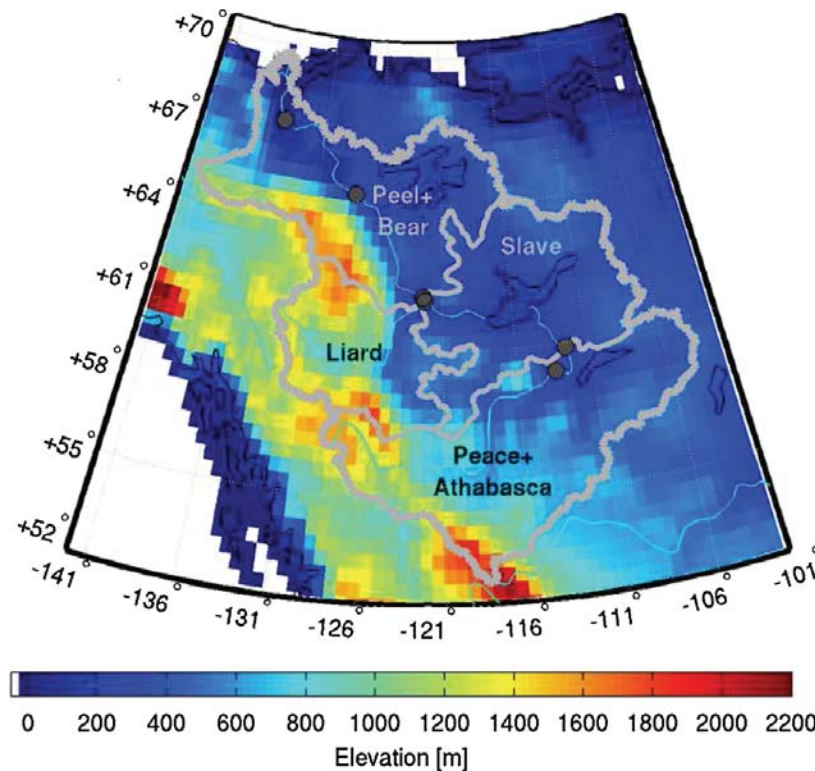 +70°
+67°
+64°
+61°
+58°
+55°
+52°
Peel+
Bear
Slave
Liard
Peace+
Athabasca
-141°
-136°
-131°
-126°
-121°
-116°
-111°
-106°
-101°
0 200 400 600 800 1000 1200 1400 1600 1800 2000 2200
Elevation [m]